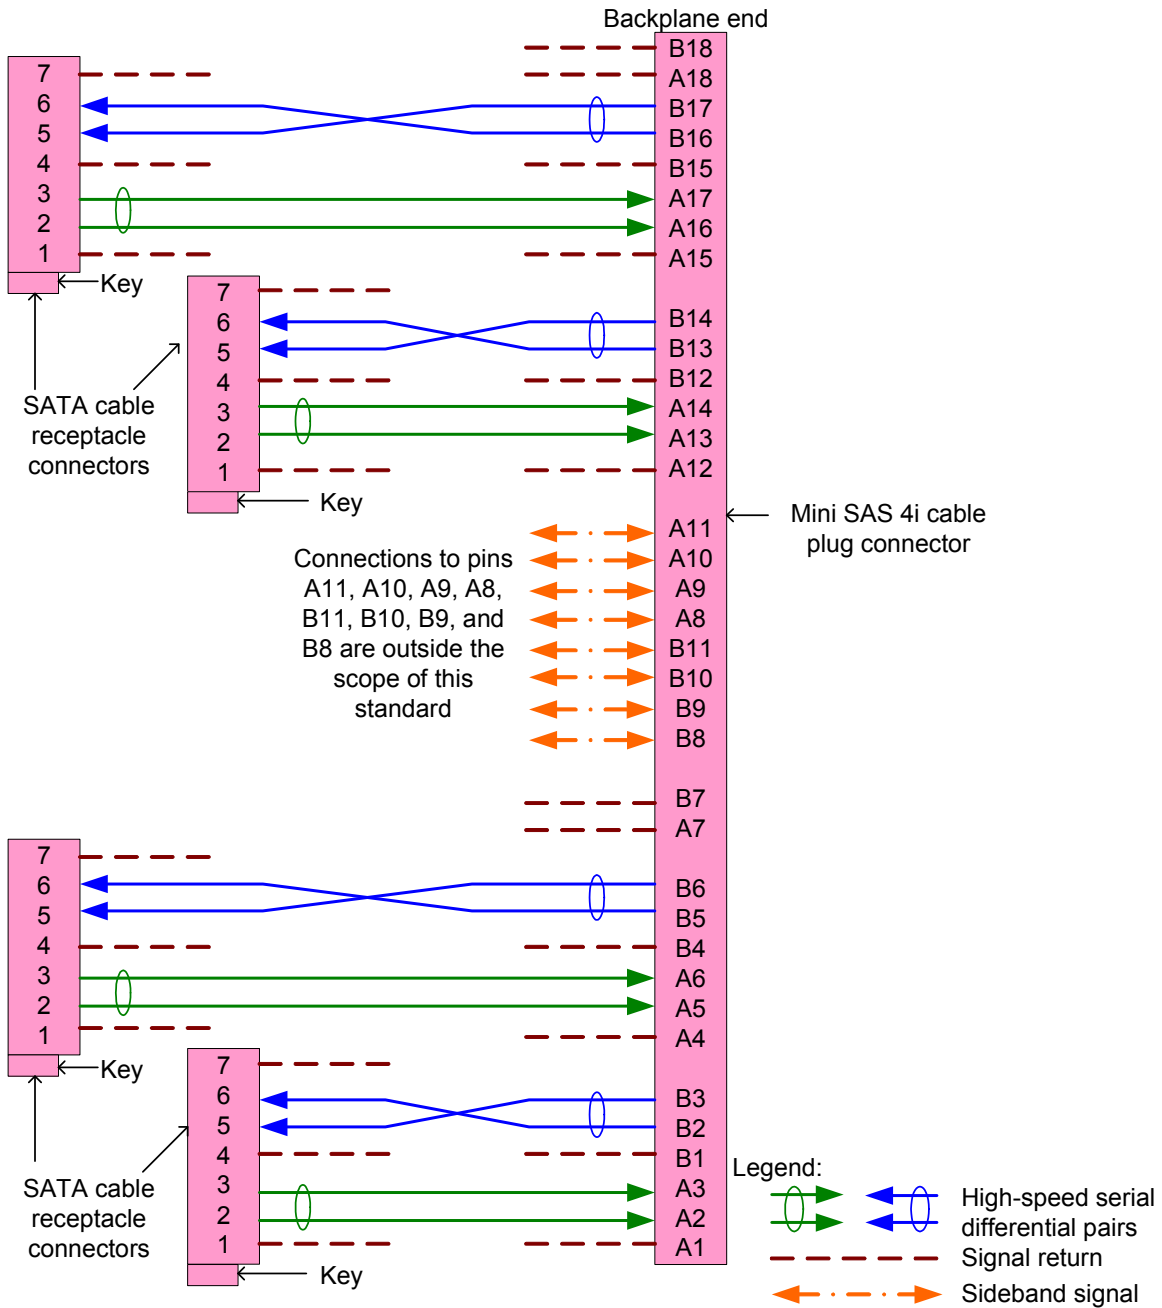 Backplane end
B18
7
A18
6
B17
5
B16
4
B15
3
A17
2
A16
1
A15
Key
7
6
B14
5
B13
4
B12
3
A14
2
A13
1
A12
SATA cable
receptacle
connectors
Key
Mini SAS 4i cable
plug connector
Connections to pins
A11, A10, A9, A8,
B11, B10, B9, and
B8 are outside the
scope of this
standard
A11
A10
A9
A8
B11
B10
B9
B8
B7
A7
7
6
B6
5
B5
4
B4
3
A6
2
A5
1
A4
Key
7
6
B3
5
B2
4
B1
3
A3
2
A2
1
A1
SATA cable
receptacle
connectors
Key
Legend:
High-speed serial
differential pairs
Signal return
Sideband signal